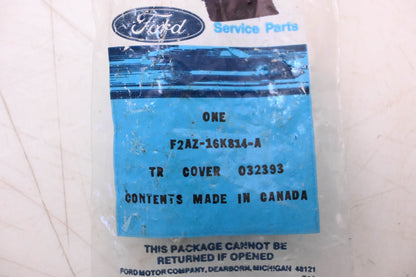 Ford
Service Parts
ONE
F2AZ-16K814-A
TR COVER 032393
CONTENTS MADE IN CANADA
THIS PACKAGE CANNOT BE
RETURNED IF OPENED
FORD MOTOR COMPANY, DEARBORN, MICHIGAN 48121